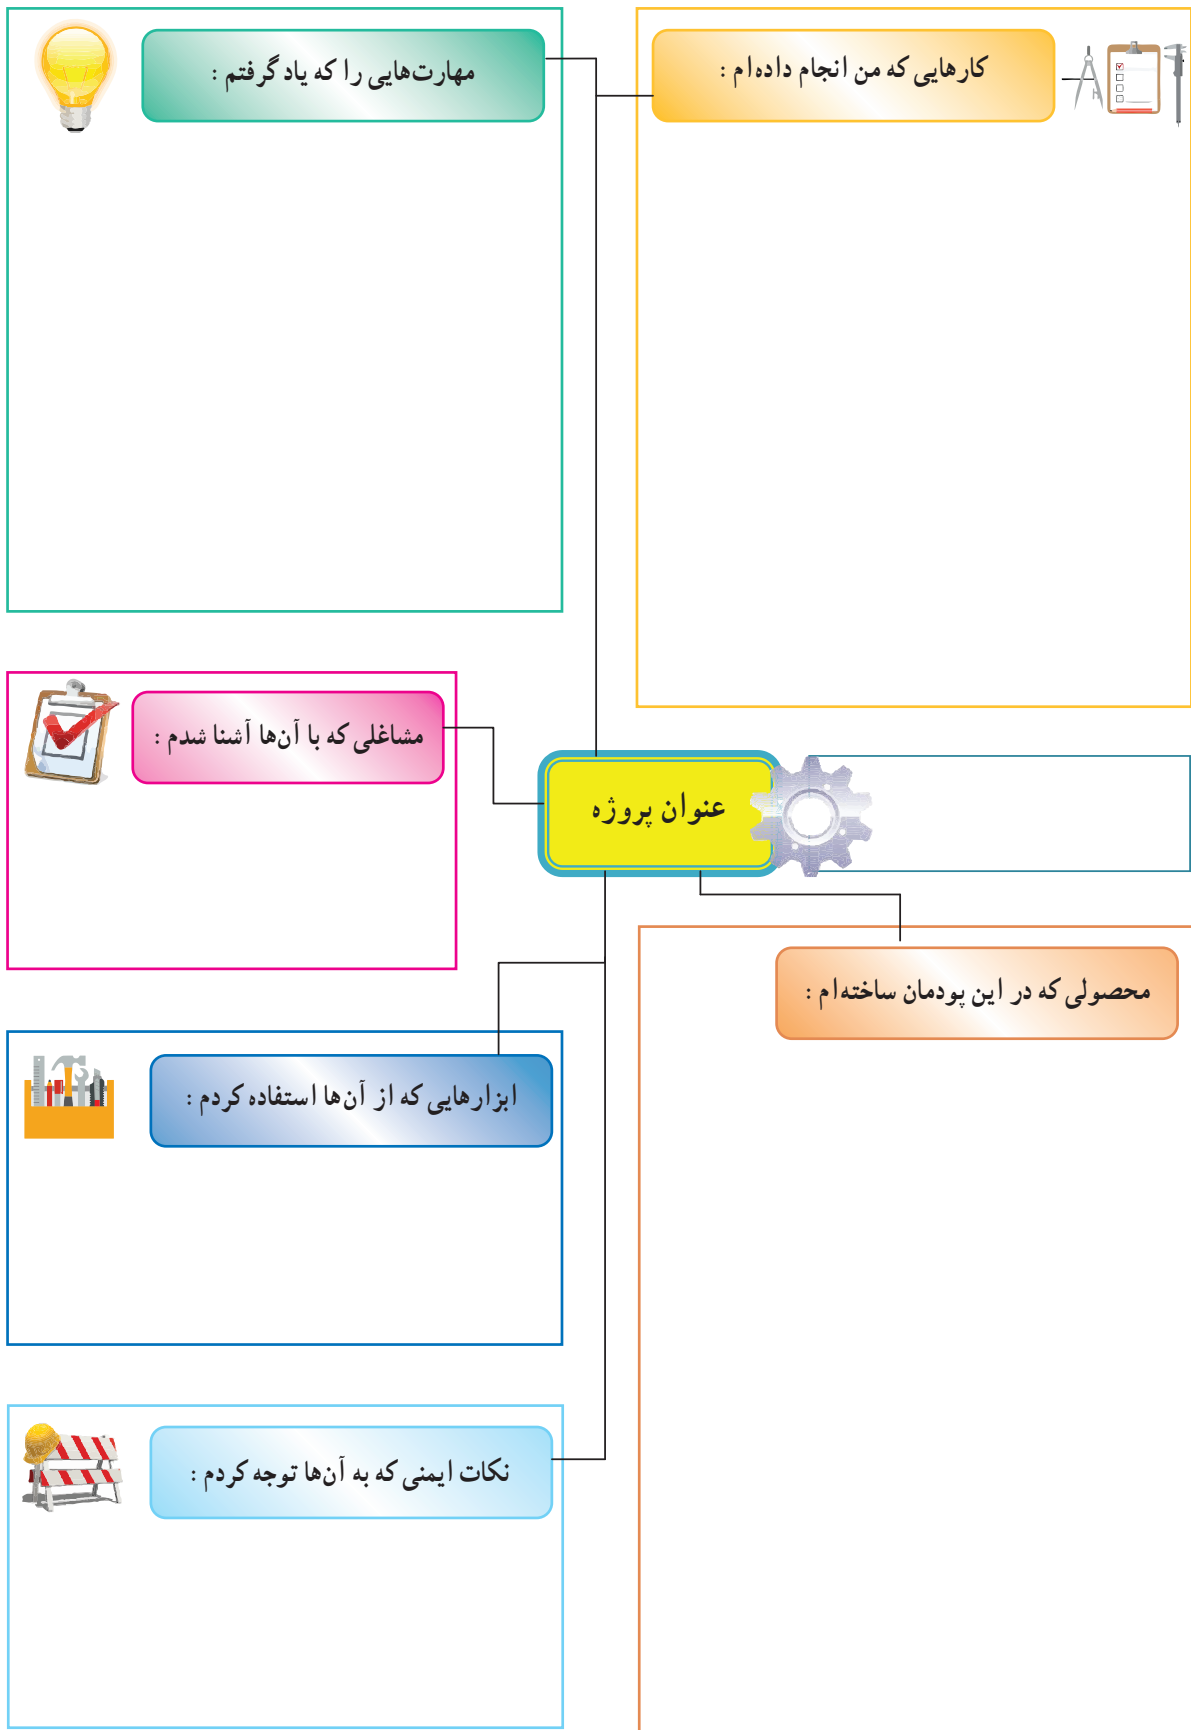 کارهایی که من انجام داده‌ام :
مهارت‌هایی را که یاد گرفتم :
مشاغلی که با آن‌ها آشنا شدم :
عنوان پروژه
محصولی که در این پودمان ساخته‌ام :
ابزارهایی که از آن‌ها استفاده کردم :
نکات ایمنی که به آن‌ها توجه کردم :